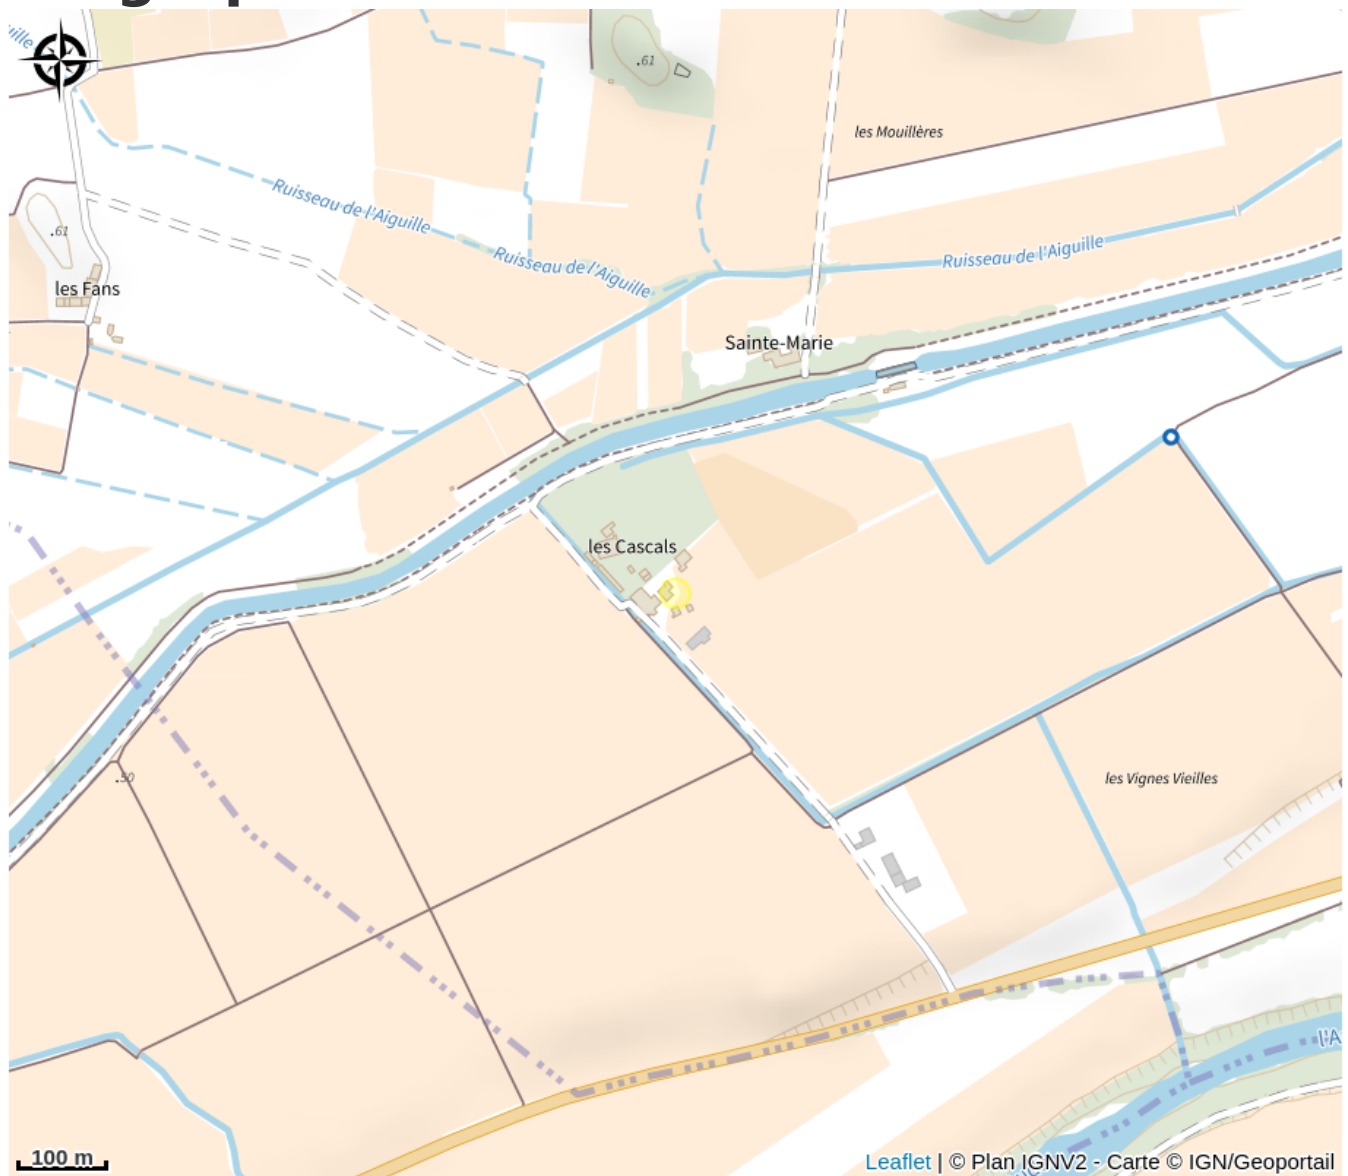 .61
les Mouillères
Ruisseau de l'Aiguille
.61
Ruisseau de l'Aiguille
Ruisseau de l'Aiguille
les Fans
Sainte-Marie
les Cascals
.50
les Vignes Vieilles
l'A
100 m
Leaflet | © Plan IGNV2 - Carte © IGN/Geoportail